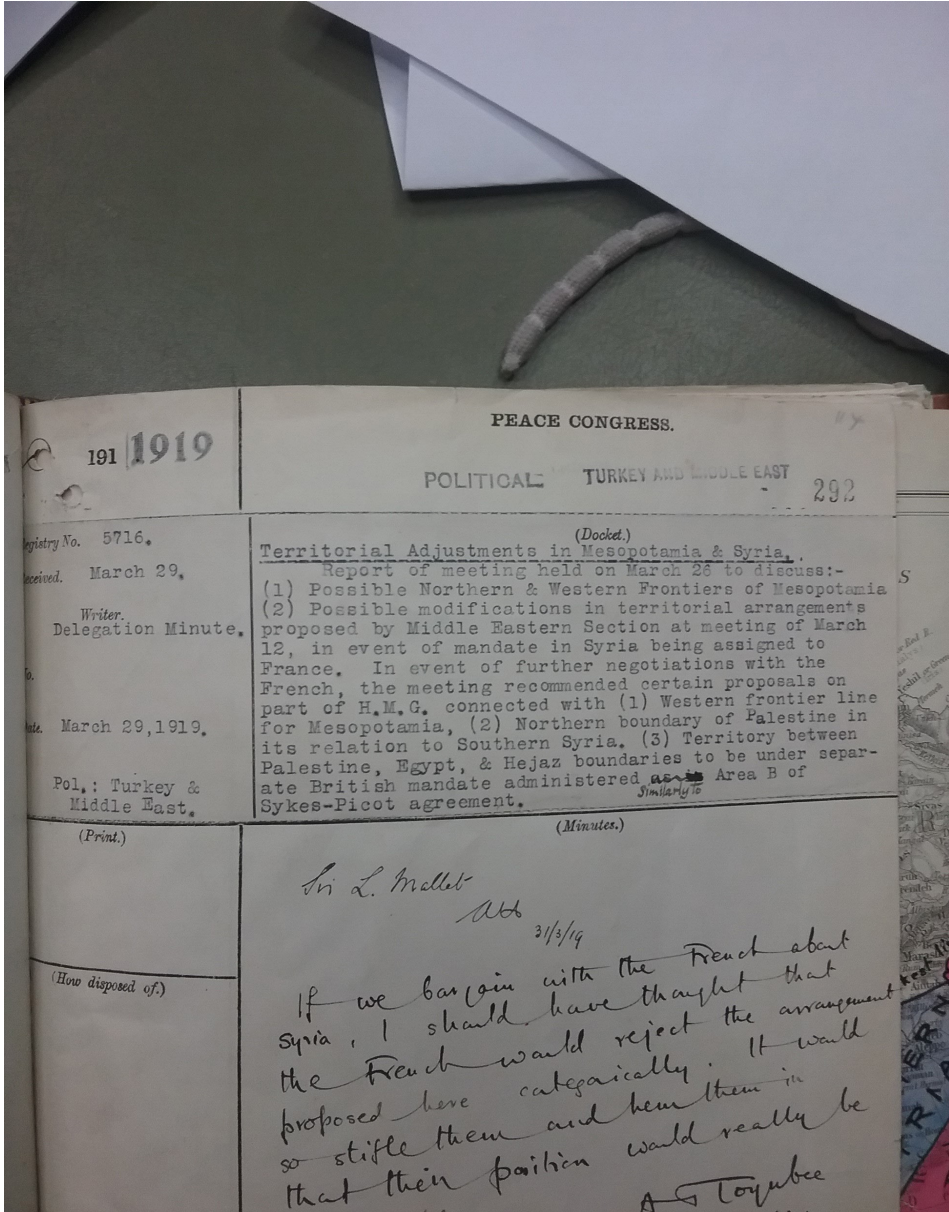 PEACE CONGRESS.
191 1919
POLITICAL TURKEY AND MIDDLE EAST
292
(Docket.)
egistry No. 5716.
eceived. March 29.
Writer.
Delegation Minute.
o.
ate. March 29,1919.
Pol.: Turkey &
Middle East.
Territorial Adjustments in Mesopotamia & Syria.
Report of meeting held on March 26 to discuss:-
(1) Possible Northern & Western Frontiers of Mesopotamia
(2) Possible modifications in territorial arrangements
proposed by Middle Eastern Section at meeting of March
12, in event of mandate in Syria being assigned to
France. In event of further negotiations with the
French, the meeting recommended certain proposals on
part of H.M.G. connected with (1) Western frontier line
for Mesopotamia, (2) Northern boundary of Palestine in
its relation to Southern Syria. (3) Territory between
Palestine, Egypt, & Hejaz boundaries to be under separ-
ate British mandate administered Similarly to Area B of
Sykes-Picot agreement.
(Print.)
(How disposed of.)
(Minutes.)
Sir L. Mallet
31/3/19
If we bargain with the French about
Syria, I should have thought that
the French would reject the arrangement
proposed here categorically. It would
so stifle them and hem them in
that their position would really be
A J Toynbee